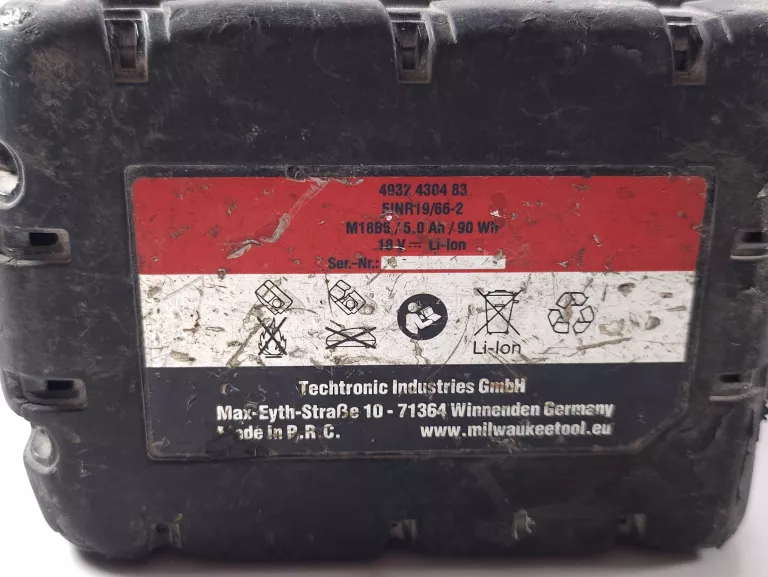 4932 4304 83
5INR19/66-2
M18B5 / 5.0 Ah / 90 Wh
18 V ⎓ Li-Ion
Ser.-Nr.:
Li-Ion
Techtronic Industries GmbH
Max-Eyth-Straße 10 - 71364 Winnenden Germany
Made in P.R.C. www.milwaukeetool.eu